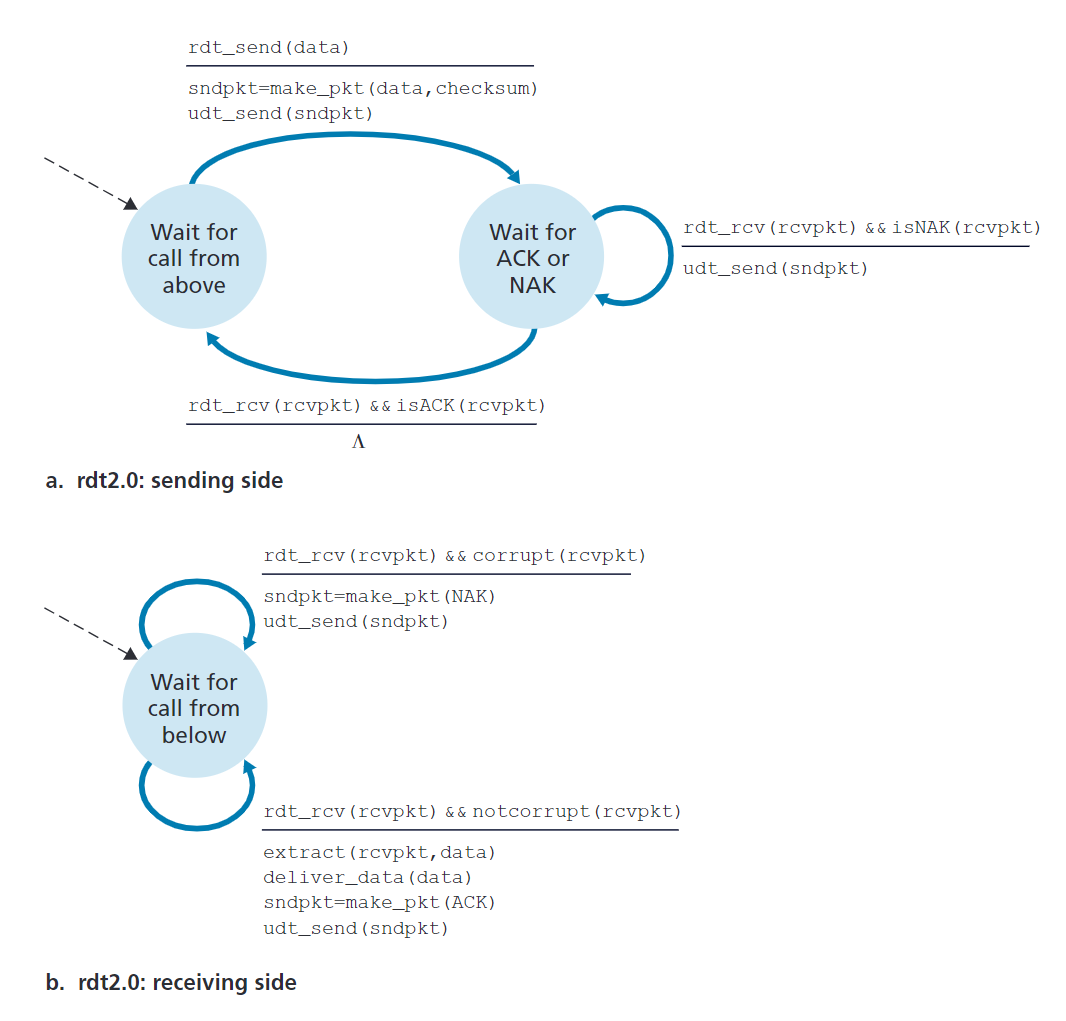 rdt_send(data)
sndpkt=make_pkt(data,checksum)
udt_send(sndpkt)
Wait for
call from
above
Wait for
ACK or
NAK
rdt_rcv(rcvpkt) && isNAK(rcvpkt)
udt_send(sndpkt)
rdt_rcv(rcvpkt) && isACK(rcvpkt)
Λ
a. rdt2.0: sending side
rdt_rcv(rcvpkt) && corrupt(rcvpkt)
sndpkt=make_pkt(NAK)
udt_send(sndpkt)
Wait for
call from
below
rdt_rcv(rcvpkt) && notcorrupt(rcvpkt)
extract(rcvpkt,data)
deliver_data(data)
sndpkt=make_pkt(ACK)
udt_send(sndpkt)
b. rdt2.0: receiving side